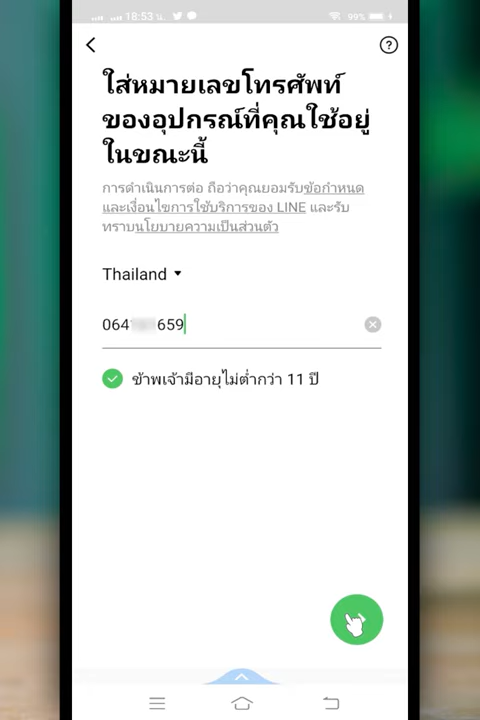 18:53 น.
99%
ใส่หมายเลขโทรศัพท์
ของอุปกรณ์ที่คุณใช้อยู่
ในขณะนี้
การดำเนินการต่อ ถือว่าคุณยอมรับข้อกำหนด
และเงื่อนไขการใช้บริการของ LINE และรับ
ทราบนโยบายความเป็นส่วนตัว
Thailand
064 659
ข้าพเจ้ามีอายุไม่ต่ำกว่า 11 ปี